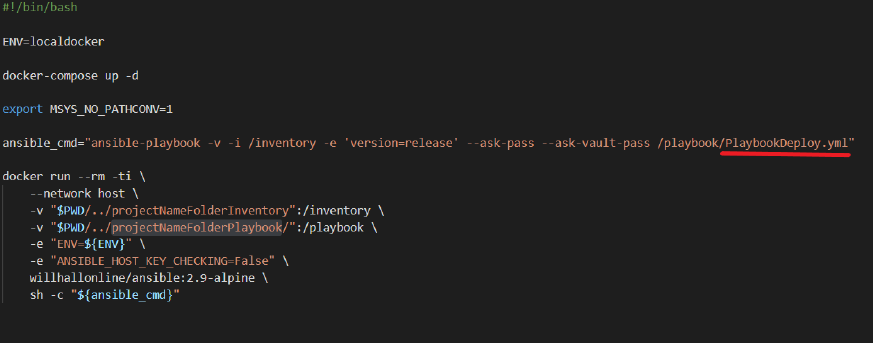 #!/bin/bash
ENV=localdocker
docker-compose up -d
export MSYS_NO_PATHCONV=1
ansible_cmd="ansible-playbook -v -i /inventory -e 'version=release' --ask-pass --ask-vault-pass /playbook/PlaybookDeploy.yml"
docker run --rm -ti \
--network host \
-v "$PWD/../projectNameFolderInventory":/inventory \
-v "$PWD/../projectNameFolderPlaybook/":/playbook \
-e "ENV=${ENV}" \
-e "ANSIBLE_HOST_KEY_CHECKING=False" \
willhallonline/ansible:2.9-alpine \
sh -c "${ansible_cmd}"